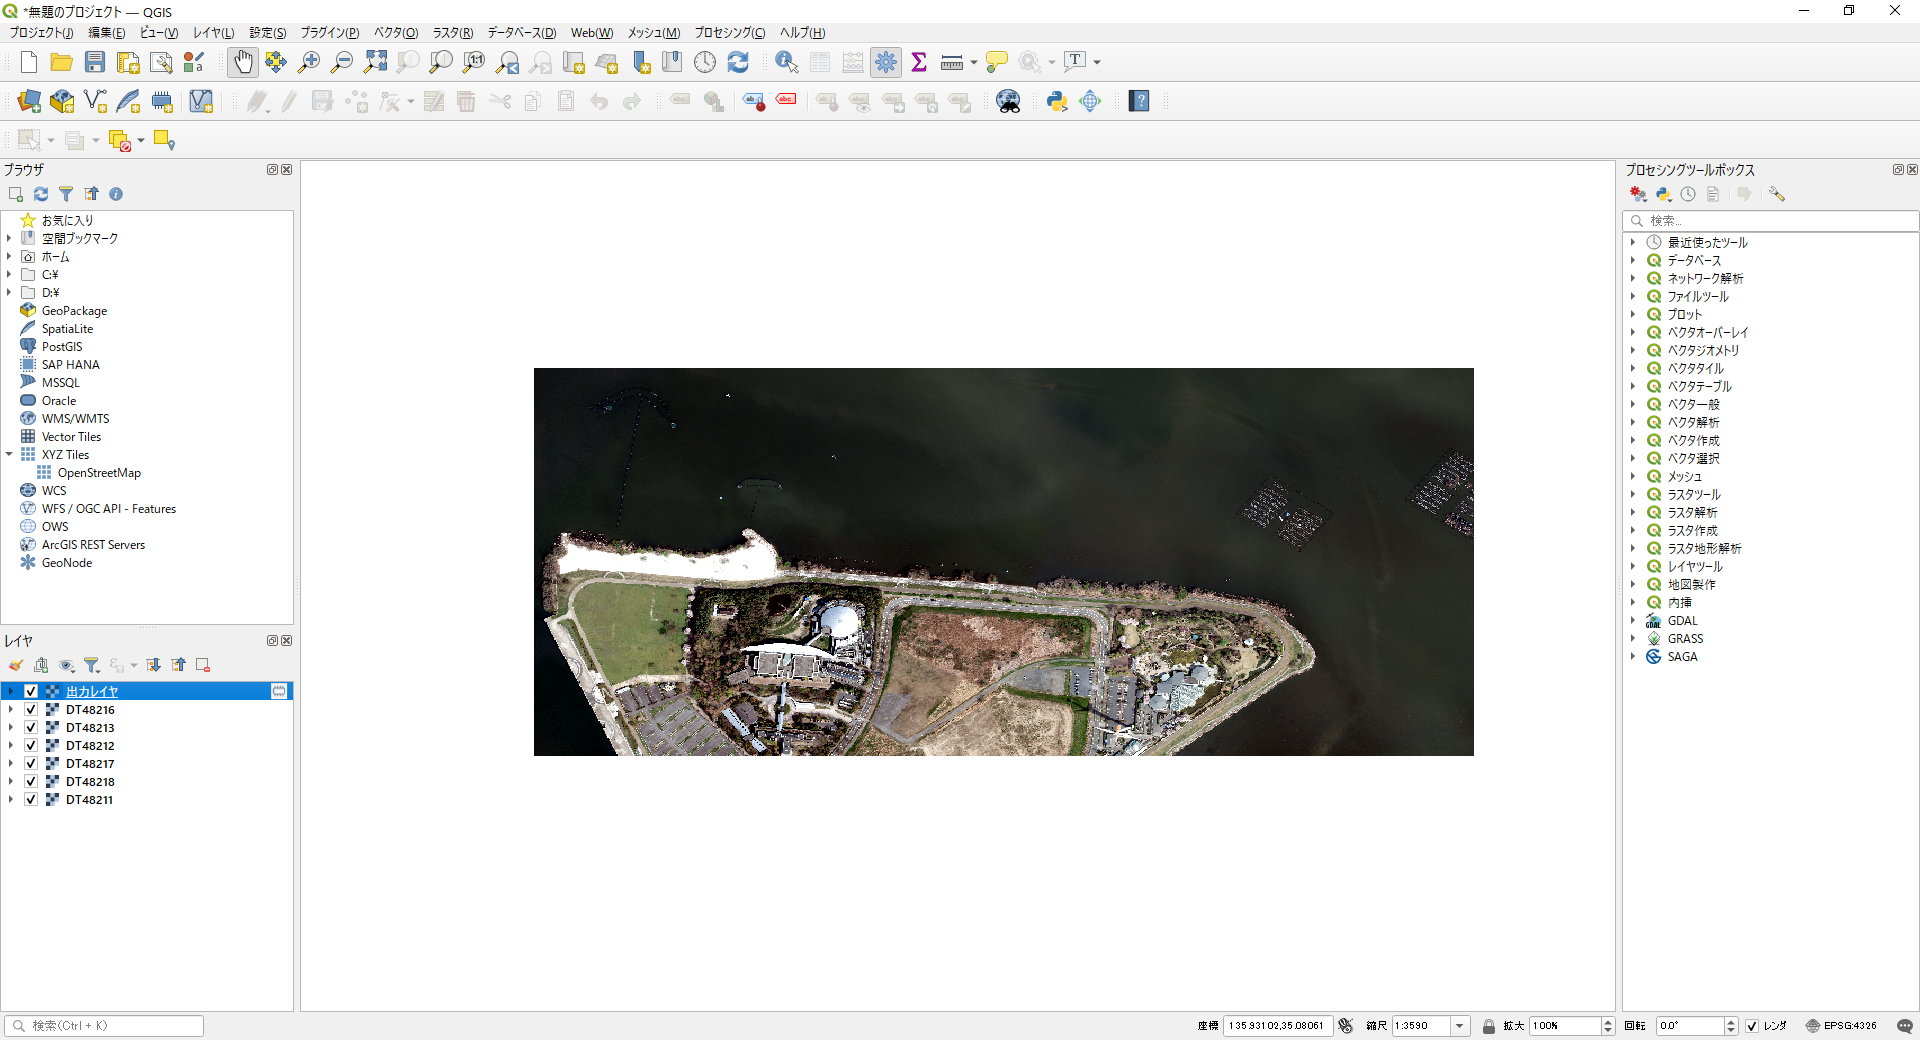 *無題のプロジェクト — QGIS
プロジェクト(J) 編集(E) ビュー(V) レイヤ(L) 設定(S) プラグイン(P) ベクタ(O) ラスタ(R) データベース(D) Web(W) メッシュ(M) プロセシング(C) ヘルプ(H)
ブラウザ
お気に入り
空間ブックマーク
ホーム
C:¥
D:¥
GeoPackage
SpatiaLite
PostGIS
SAP HANA
MSSQL
Oracle
WMS/WMTS
Vector Tiles
XYZ Tiles
OpenStreetMap
WCS
WFS / OGC API - Features
OWS
ArcGIS REST Servers
GeoNode
レイヤ
出力レイヤ
DT48216
DT48213
DT48212
DT48217
DT48218
DT48211
プロセシングツールボックス
検索...
最近使ったツール
データベース
ネットワーク解析
ファイルツール
プロット
ベクタオーバーレイ
ベクタジオメトリ
ベクタタイル
ベクタテーブル
ベクタ一般
ベクタ解析
ベクタ作成
ベクタ選択
メッシュ
ラスタツール
ラスタ解析
ラスタ作成
ラスタ地形解析
レイヤツール
地図製作
内挿
GDAL
GRASS
SAGA
検索(Ctrl + K)
座標 135.93102,35.08061 縮尺 1:3590 拡大 100% 回転 0.0° レンダ EPSG:4326